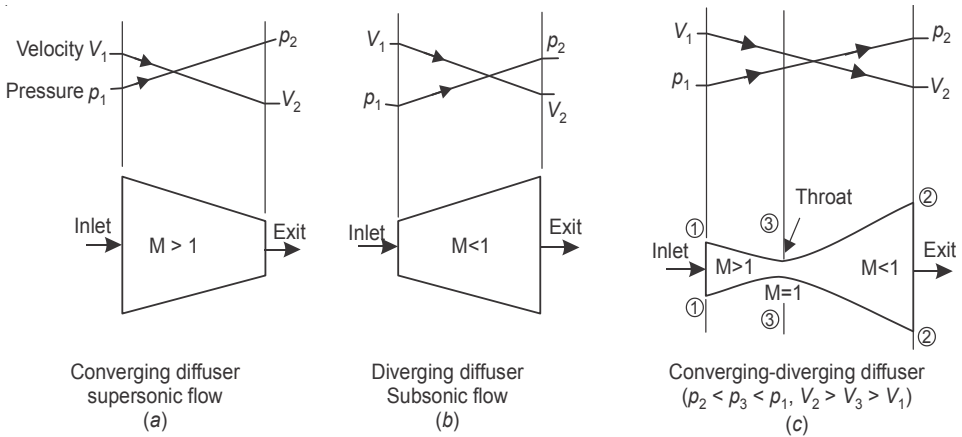 Velocity V₁
Pressure p₁
p₂
V₂
Inlet
M > 1
Exit
Converging diffuser
supersonic flow
(a)
V₁
p₁
p₂
V₂
Inlet
M<1
Exit
Diverging diffuser
Subsonic flow
(b)
V₁
p₁
p₂
V₂
Throat
① ③ ②
Inlet
M>1
M=1
M<1
Exit
① ③ ②
Converging-diverging diffuser
(p₂ < p₃ < p₁, V₂ > V₃ > V₁)
(c)